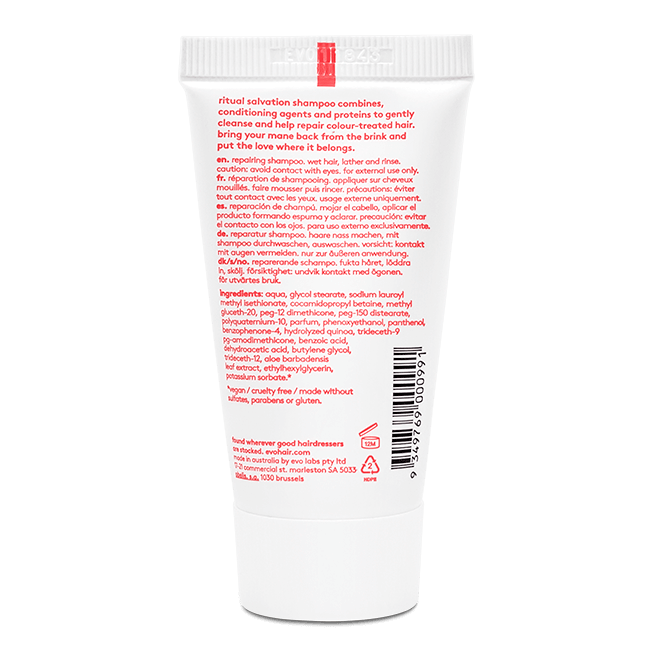 ritual salvation shampoo combines,
conditioning agents and proteins to gently
cleanse and help repair colour-treated hair.
bring your mane back from the brink and
put the love where it belongs.
en. repairing shampoo. wet hair, lather and rinse.
caution: avoid contact with eyes. for external use only.
fr. réparation de shampooing. appliquer sur cheveux
mouillés. faire mousser puis rincer. précautions: éviter
tout contact avec les yeux. usage externe uniquement.
es. reparación de champú. mojar el cabello, aplicar el
producto formando espuma y aclarar. precaución: evitar
el contacto con los ojos. para uso externo exclusivamente.
de. reparatur shampoo. haare nass machen, mit
shampoo durchwaschen, auswaschen. vorsicht: kontakt
mit augen vermeiden. nur zur äußeren anwendung.
dk/s/no. reparerande schampo. fukta håret, löddra
in, skölj. försiktighet: undvik kontakt med ögonen.
för utvärtes bruk.
ingredients: aqua, glycol stearate, sodium lauroyl
methyl isethionate, cocamidopropyl betaine, methyl
gluceth-20, peg-12 dimethicone, peg-150 distearate,
polyquaternium-10, parfum, phenoxyethanol, panthenol,
benzophenone-4, hydrolyzed quinoa, trideceth-9
pg-amodimethicone, benzoic acid,
dehydroacetic acid, butylene glycol,
trideceth-12, aloe barbadensis
leaf extract, ethylhexylglycerin,
potassium sorbate.*
*vegan / cruelty free / made without
sulfates, parabens or gluten.
found wherever good hairdressers
are stocked. evohair.com
made in australia by evo labs pty ltd
17-21 commercial st. marleston SA 5033
1030 brussels
12M
2
HDPE
9 349769 000991